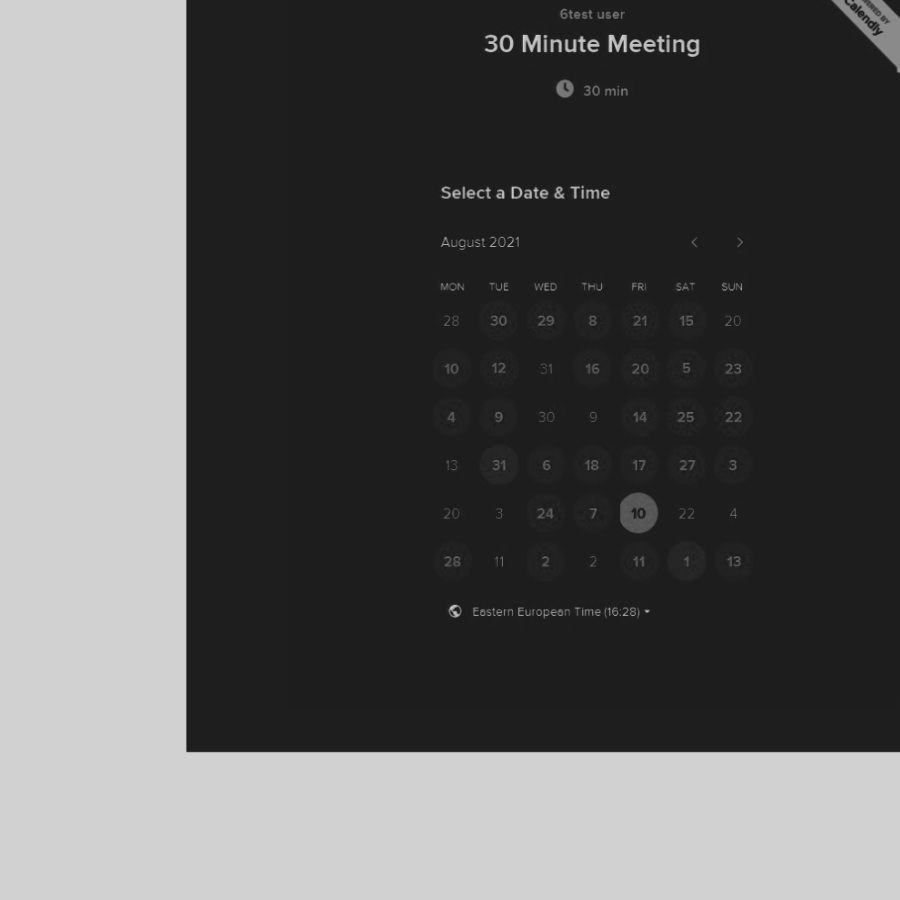 6test user
30 Minute Meeting
30 min
POWERED BY
Calendly
Select a Date & Time
August 2021
MON TUE WED THU FRI SAT SUN
28 30 29 8 21 15 20
10 12 31 16 20 5 23
4 9 30 9 14 25 22
13 31 6 18 17 27 3
20 3 24 7 10 22 4
28 11 2 2 11 1 13
Eastern European Time (16:28)